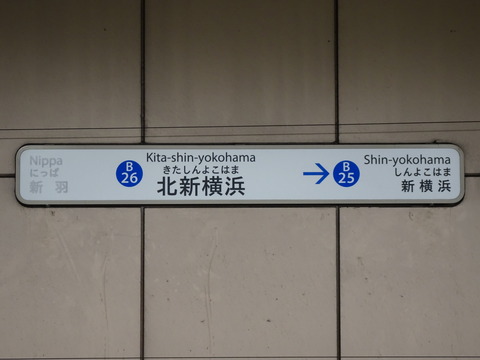 Nippa
にっぱ
新羽
B
26
Kita-shin-yokohama
きたしんよこはま
北新横浜
→
B
25
Shin-yokohama
しんよこはま
新横浜